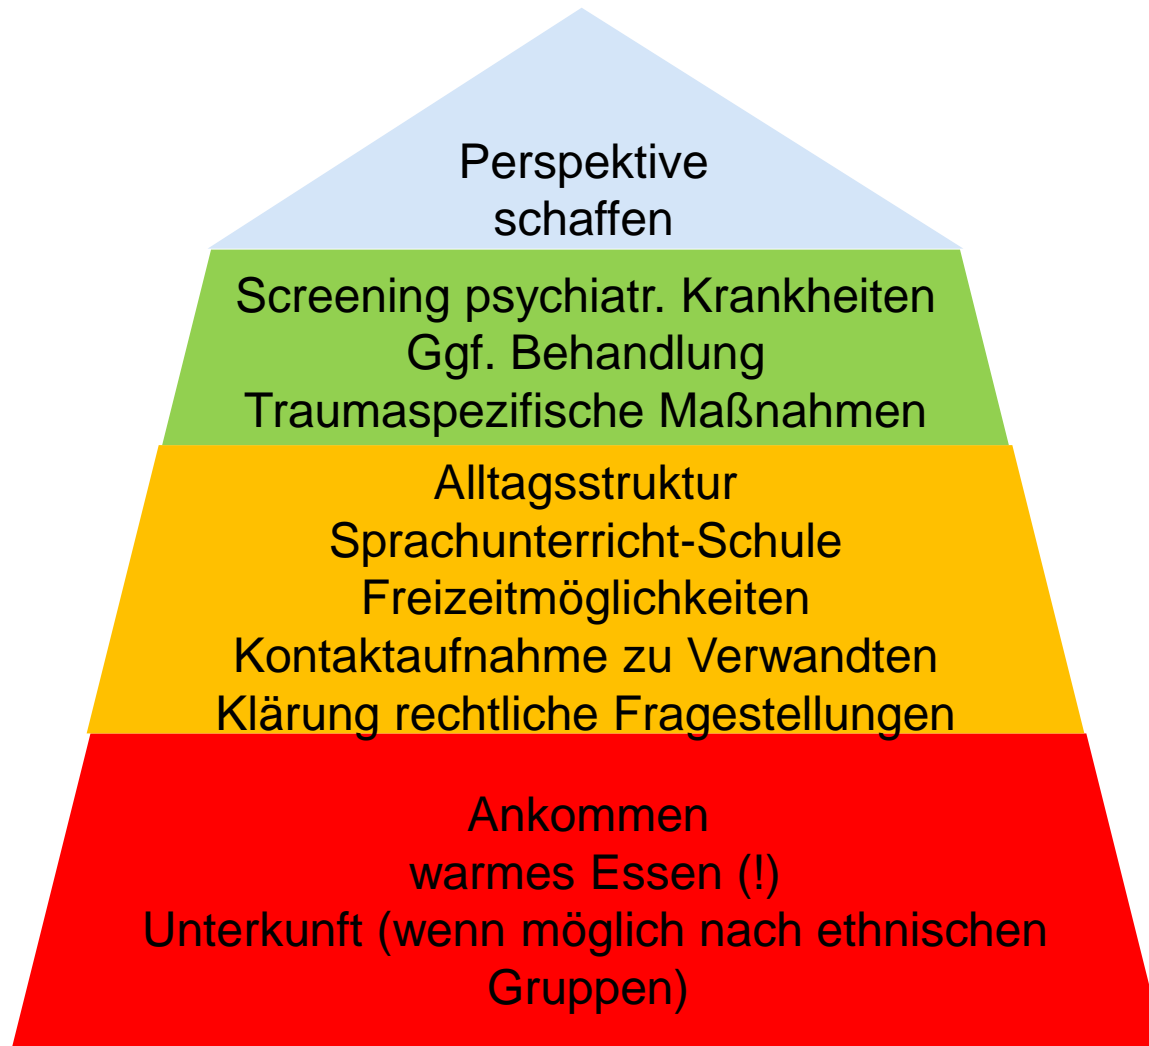 Perspektive
schaffen
Screening psychiatr. Krankheiten
Ggf. Behandlung
Traumaspezifische Maßnahmen
Alltagsstruktur
Sprachunterricht-Schule
Freizeitmöglichkeiten
Kontaktaufnahme zu Verwandten
Klärung rechtliche Fragestellungen
Ankommen
warmes Essen (!)
Unterkunft (wenn möglich nach ethnischen
Gruppen)